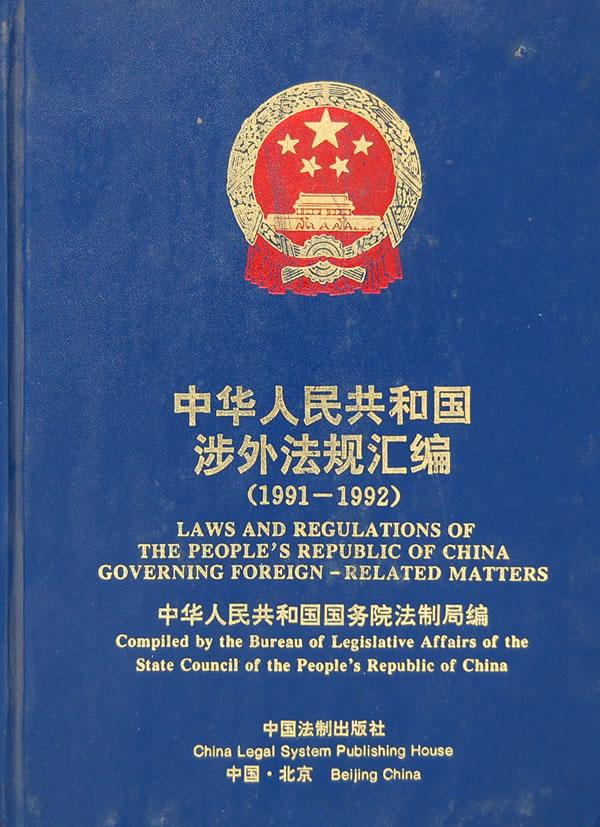 中华人民共和国
涉外法规汇编
(1991－1992)
LAWS AND REGULATIONS OF
THE PEOPLE'S REPUBLIC OF CHINA
GOVERNING FOREIGN－RELATED MATTERS
中华人民共和国国务院法制局编
Compiled by the Bureau of Legislative Affairs of the
State Council of the People's Republic of China
中国法制出版社
China Legal System Publishing House
中国·北京 Beijing China